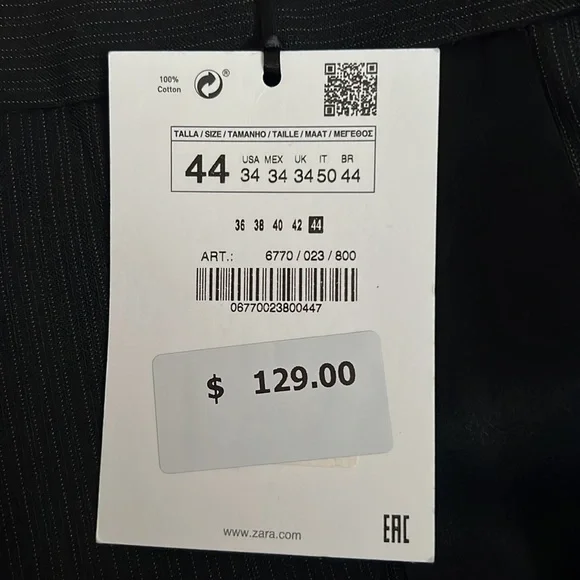 100%
Cotton
®
TALLA / SIZE / TAMANHO / TAILLE / MAAT / ΜΕΓΕΘΟΣ
44
USA MEX UK IT BR
34 34 34 50 44
36 38 40 42 44
ART.: 6770 / 023 / 800
06770023800447
$ 129.00
www.zara.com
EAC